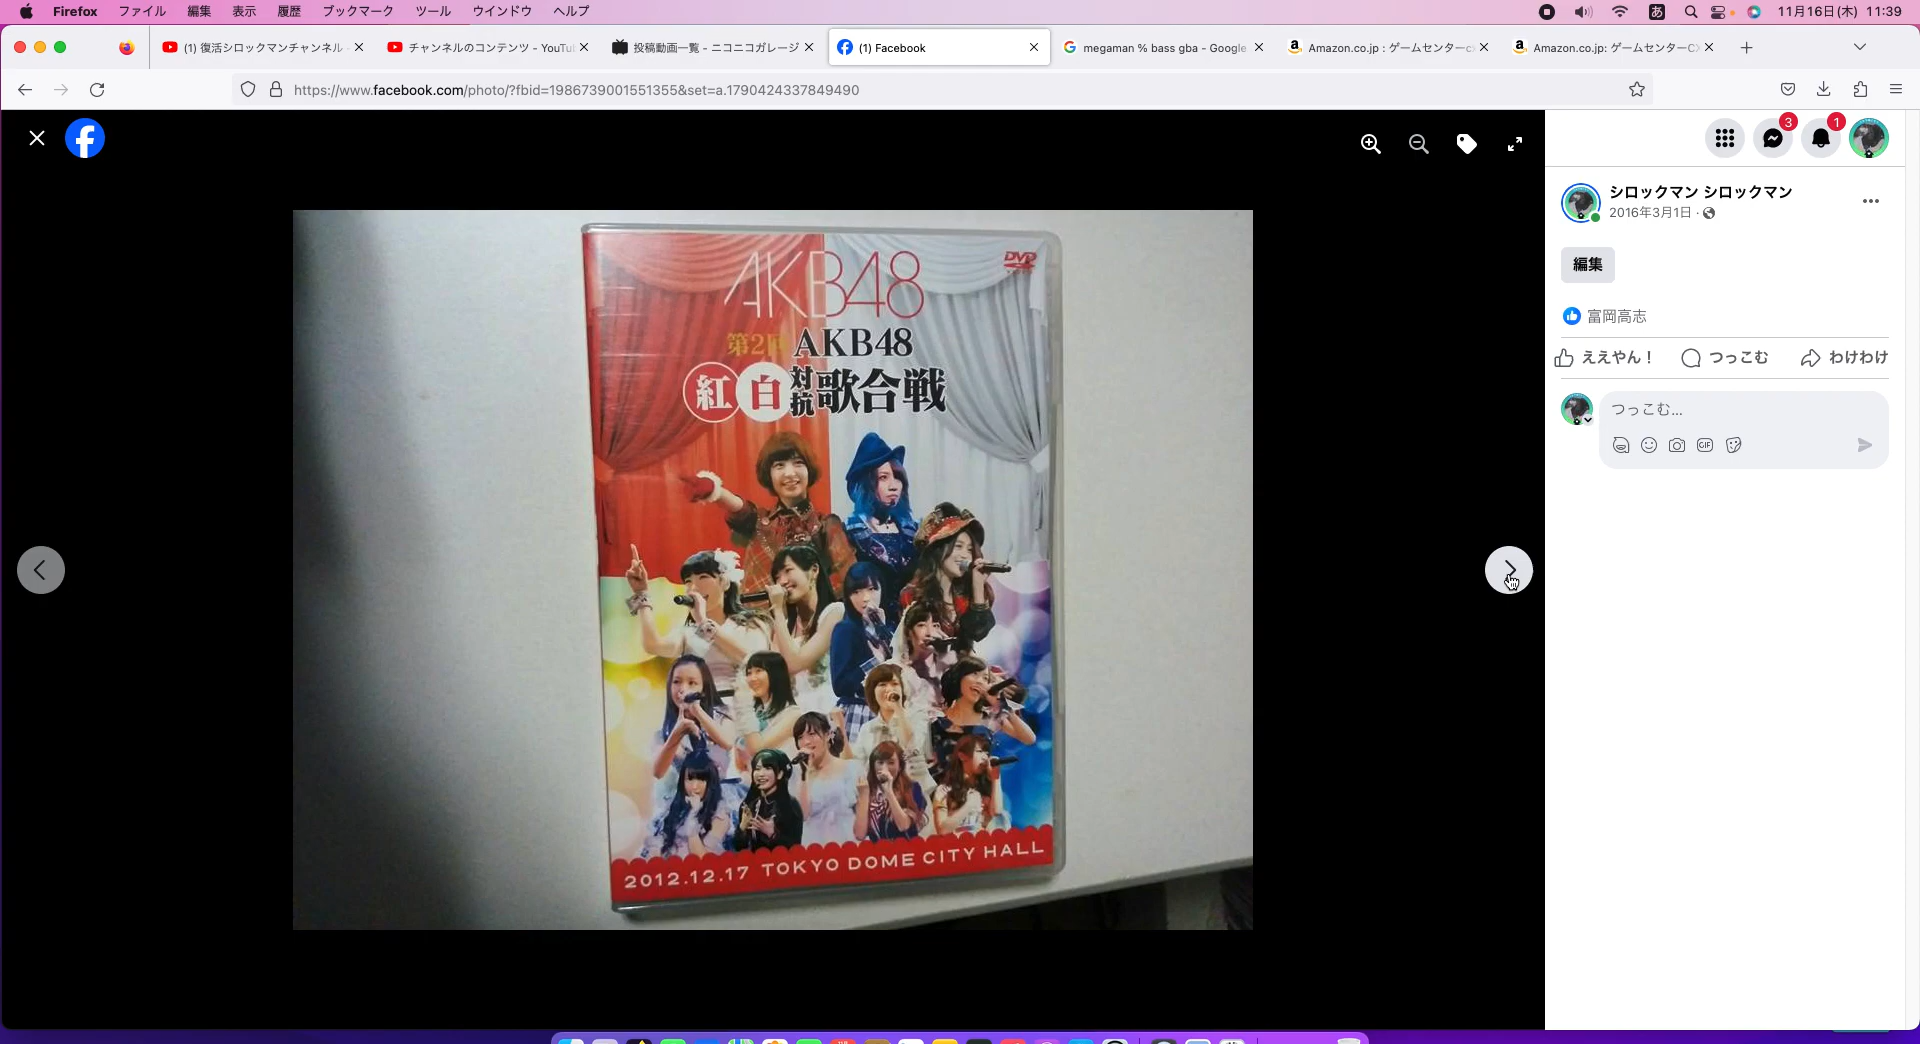 Firefox ファイル 編集 表示 履歴 ブックマーク ツール ウインドウ ヘルプ あ 11月16日(木) 11:39
(1) 復活シロックマンチャンネル - チャンネルのコンテンツ - YouTu 投稿動画一覧 - ニコニコガレージ (1) Facebook megaman % bass gba - Google Amazon.co.jp : ゲームセンターc Amazon.co.jp: ゲームセンターC
https://www.facebook.com/photo/?fbid=1986739001551355&set=a.1790424337849490
3 1
シロックマン シロックマン
2016年3月1日
編集
富岡高志
ええやん！ つっこむ わけわけ
つっこむ...
GIF
AKB48
DVD
第2回 AKB48
紅白対抗歌合戦
2012.12.17 TOKYO DOME CITY HALL